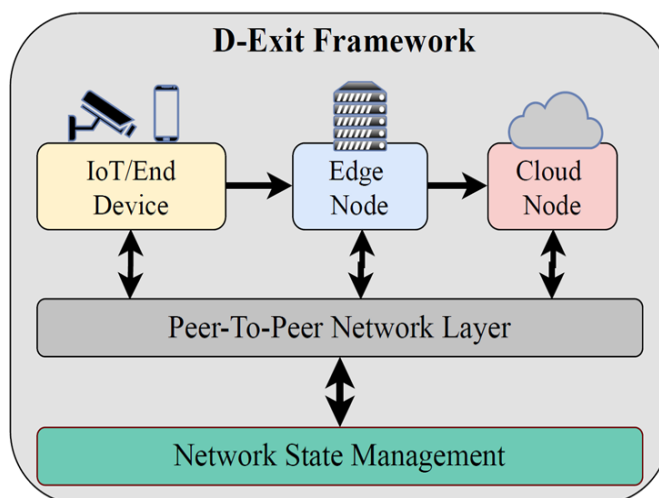 D-Exit Framework
IoT/End
Device
Edge
Node
Cloud
Node
Peer-To-Peer Network Layer
Network State Management